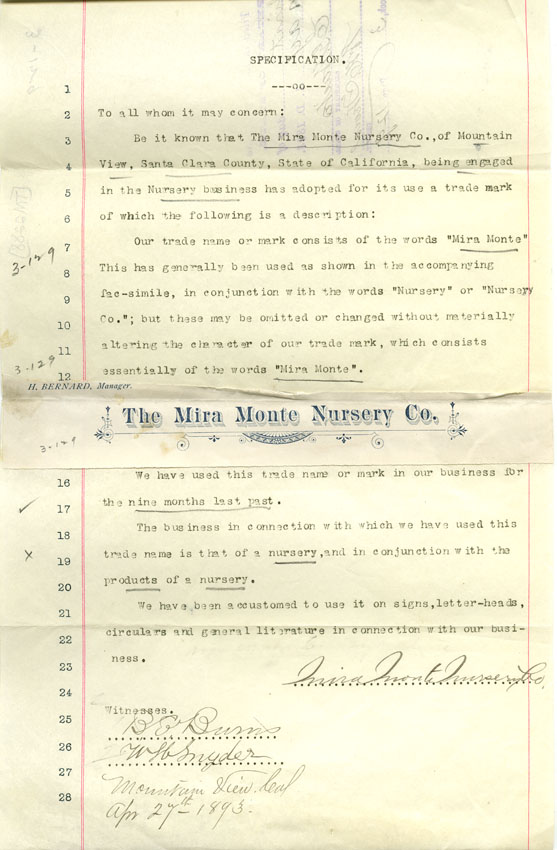 SPECIFICATION.
---oo---
1
2 To all whom it may concern:
3 Be it known that The Mira Monte Nursery Co., of Mountain
4 View, Santa Clara County, State of California, being engaged
5 in the Nursery business has adopted for its use a trade mark
6 of which the following is a description:
7 Our trade name or mark consists of the words "Mira Monte"
3-129
8 This has generally been used as shown in the accompanying
9 fac-simile, in conjunction with the words "Nursery" or "Nursery
10 Co."; but these may be omitted or changed without materially
11 altering the character of our trade mark, which consists
3-129
12 essentially of the words "Mira Monte".
H. BERNARD, Manager.
The Mira Monte Nursery Co.
3-129
16 We have used this trade name or mark in our business for
17 the nine months last past.
18 The business in connection with which we have used this
19 trade name is that of a nursery, and in conjunction with the
20 products of a nursery.
21 We have been accustomed to use it on signs, letter-heads,
22 circulars and general literature in connection with our busi-
23 ness.
Mira Monte Nursery Co.
24
Witnesses.
25 B E Burns
26 W H Snyder
27 Mountain View. Cal
28 Apr 27th 1893.